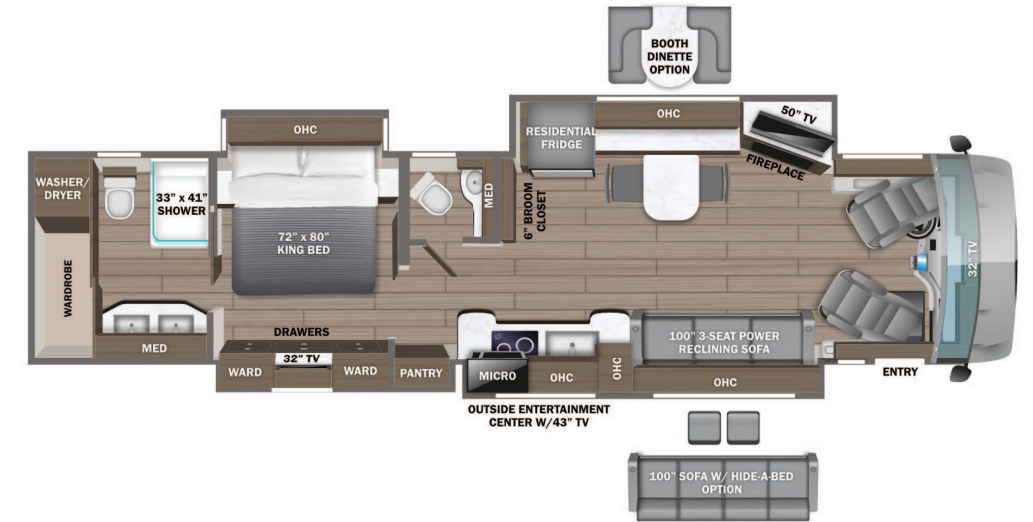 BOOTH
DINETTE
OPTION
OHC
OHC
50” TV
RESIDENTIAL
FRIDGE
FIREPLACE
WASHER/
DRYER
33” x 41”
SHOWER
MED
6” BROOM
CLOSET
72” x 80”
KING BED
32” TV
WARDROBE
DRAWERS
100” 3-SEAT POWER
RECLINING SOFA
MED
32” TV
WARD
WARD
PANTRY
MICRO
OHC
OHC
OHC
ENTRY
OUTSIDE ENTERTAINMENT
CENTER W/43” TV
100” SOFA W/ HIDE-A-BED
OPTION